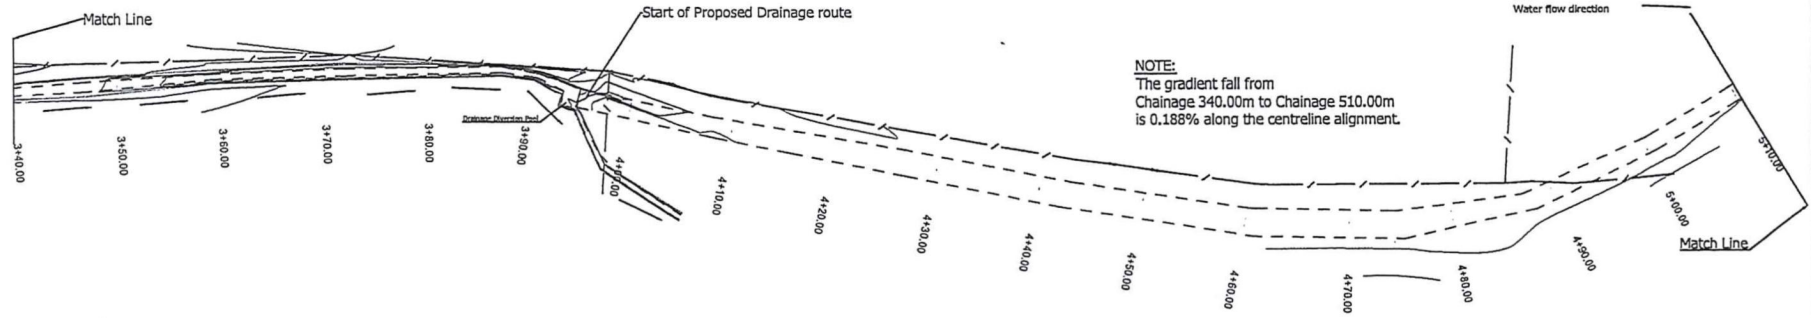 Match Line
Start of Proposed Drainage route
Water flow direction
NOTE:
The gradient fall from
Chainage 340.00m to Chainage 510.00m
is 0.188% along the centreline alignment.
Drainage Diversion Peel
3+40.00
3+50.00
3+60.00
3+70.00
3+80.00
3+90.00
4+00.00
4+10.00
4+20.00
4+30.00
4+40.00
4+50.00
4+60.00
4+70.00
4+80.00
4+90.00
5+00.00
5+10.00
Match Line